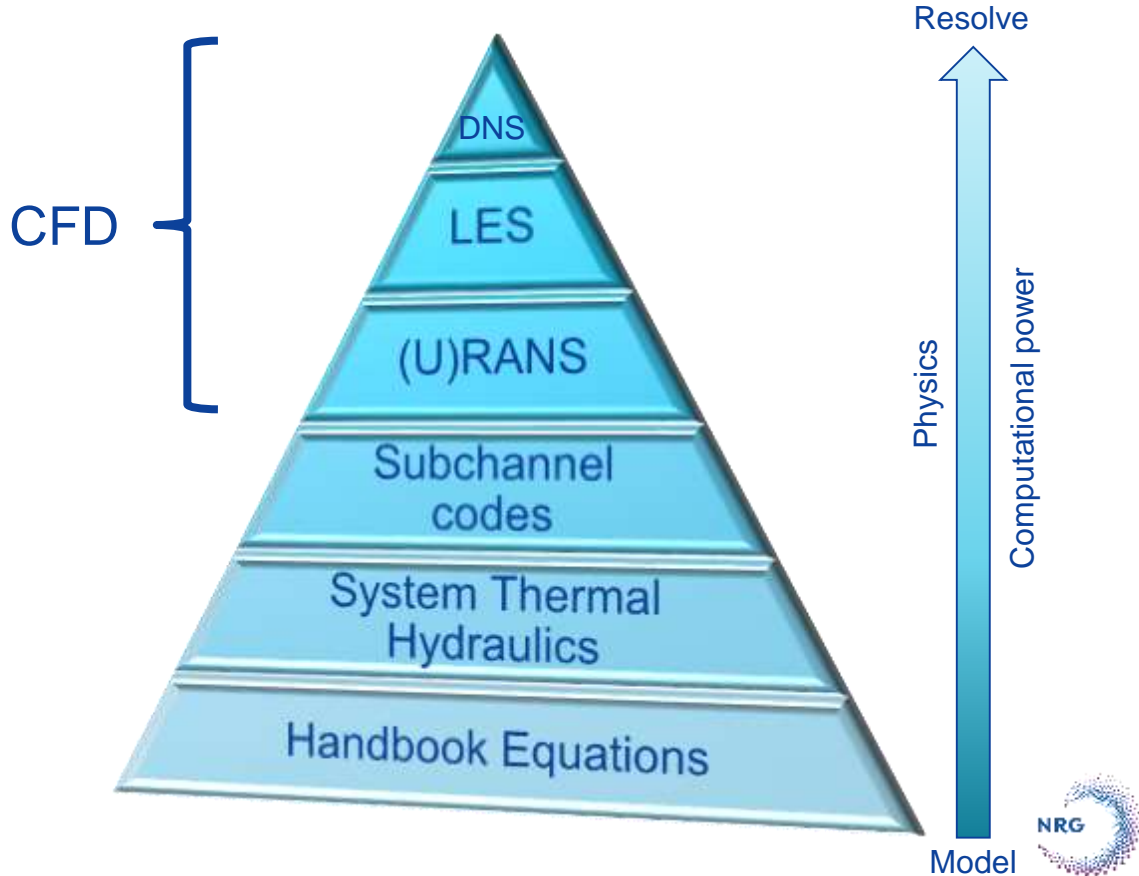 Resolve
DNS
CFD
LES
(U)RANS
Physics
Computational power
Subchannel
codes
System Thermal
Hydraulics
Handbook Equations
NRG
Model